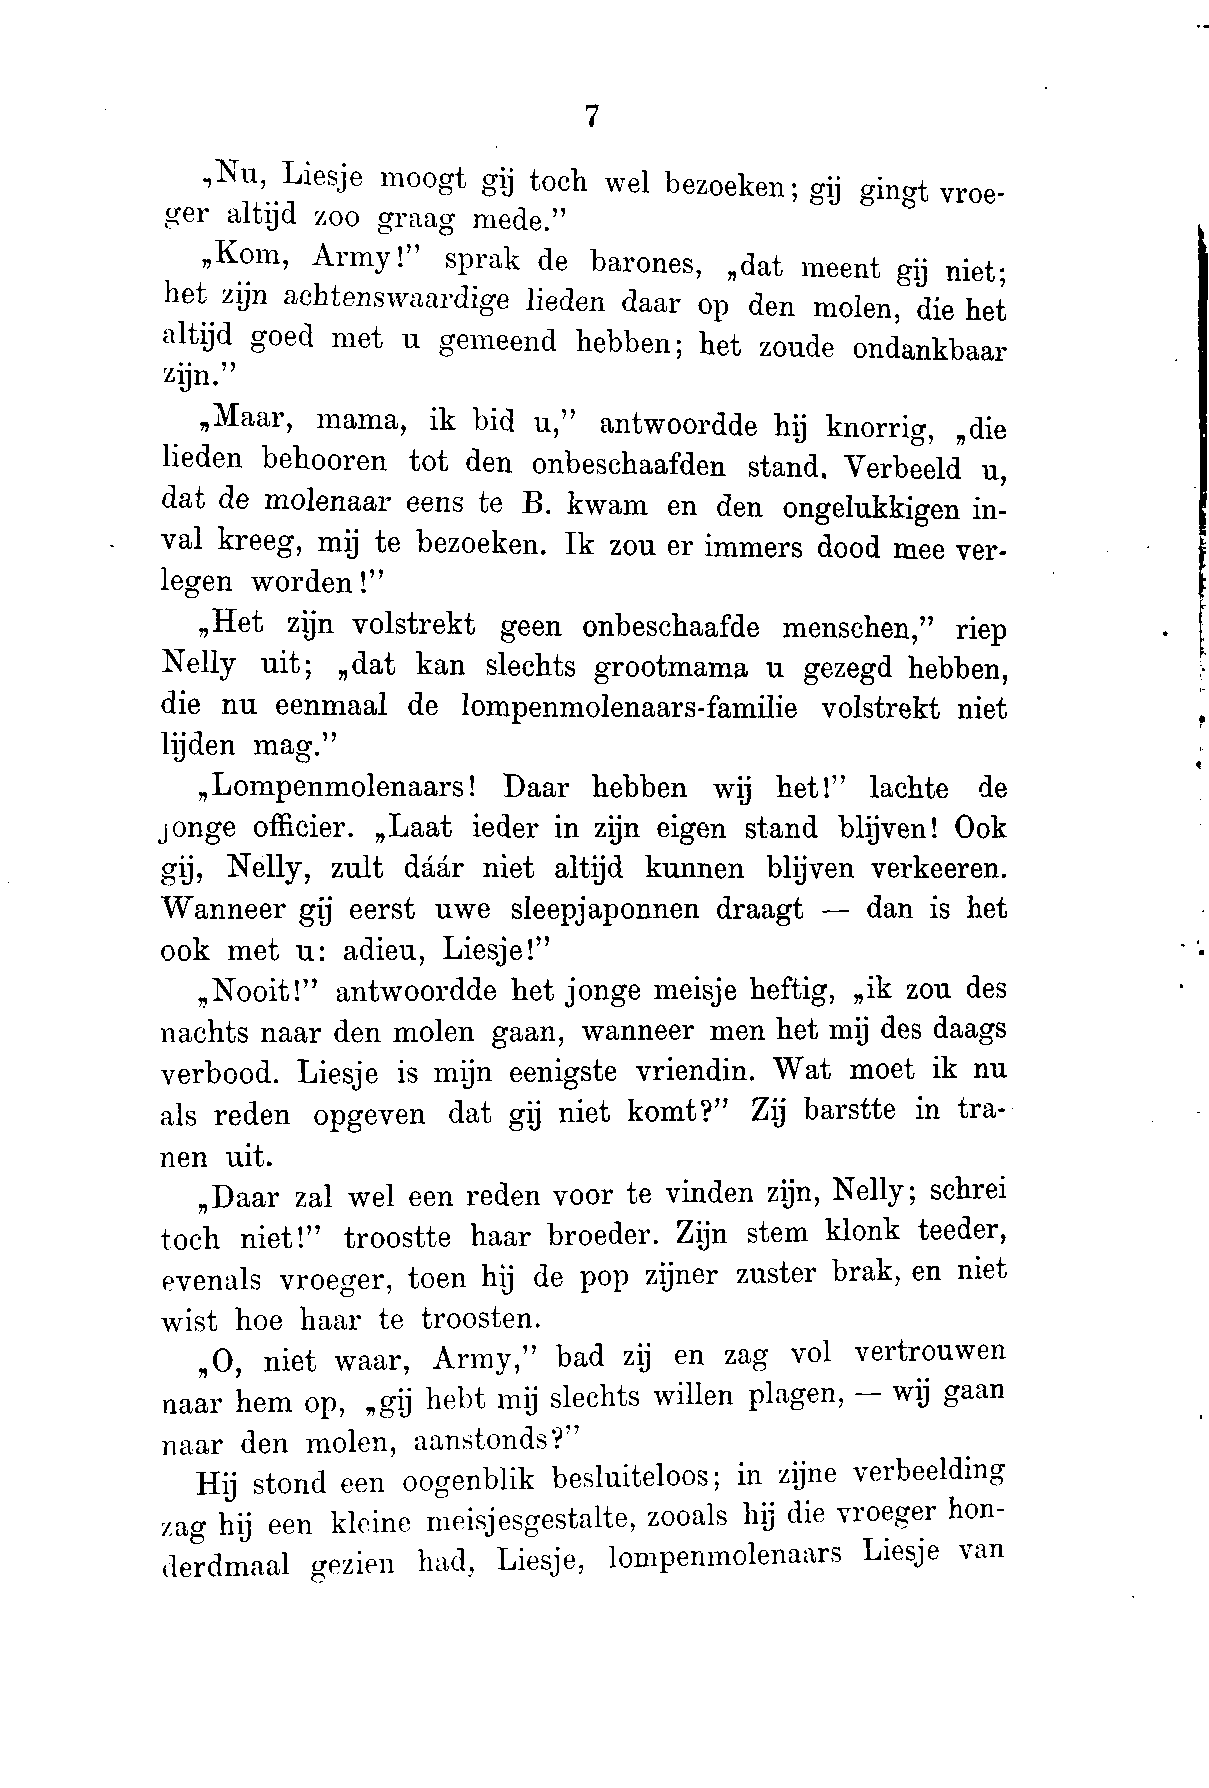 7
„Nu, Liesje moogt gij toch wel bezoeken; gij gingt vroe-
ger altijd zoo graag mede.”
„Kom, Army!” sprak de barones, „dat meent gij niet;
het zijn achtenswaardige lieden daar op den molen, die het
altijd goed met u gemeend hebben; het zoude ondankbaar
zijn.”
„Maar, mama, ik bid u,” antwoordde hij knorrig, „die
lieden behooren tot den onbeschaafden stand. Verbeeld u,
dat de molenaar eens te B. kwam en den ongelukkigen in-
val kreeg, mij te bezoeken. Ik zou er immers dood mee ver-
legen worden!”
„Het zijn volstrekt geen onbeschaafde menschen,” riep
Nelly uit; „dat kan slechts grootmama u gezegd hebben,
die nu eenmaal de lompenmolenaars-familie volstrekt niet
lijden mag.”
„Lompenmolenaars! Daar hebben wij het!” lachte de
jonge officier. „Laat ieder in zijn eigen stand blijven! Ook
gij, Nelly, zult dáár niet altijd kunnen blijven verkeeren.
Wanneer gij eerst uwe sleepjaponnen draagt — dan is het
ook met u: adieu, Liesje!”
„Nooit!” antwoordde het jonge meisje heftig, „ik zou des
nachts naar den molen gaan, wanneer men het mij des daags
verbood. Liesje is mijn eenigste vriendin. Wat moet ik nu
als reden opgeven dat gij niet komt?” Zij barstte in tra-
nen uit.
„Daar zal wel een reden voor te vinden zijn, Nelly; schrei
toch niet!” troostte haar broeder. Zijn stem klonk teeder,
evenals vroeger, toen hij de pop zijner zuster brak, en niet
wist hoe haar te troosten.
„O, niet waar, Army,” bad zij en zag vol vertrouwen
naar hem op, „gij hebt mij slechts willen plagen, — wij gaan
naar den molen, aanstonds?”
Hij stond een oogenblik besluiteloos; in zijne verbeelding
zag hij een kleine meisjesgestalte, zooals hij die vroeger hon-
derdmaal gezien had, Liesje, lompenmolenaars Liesje van